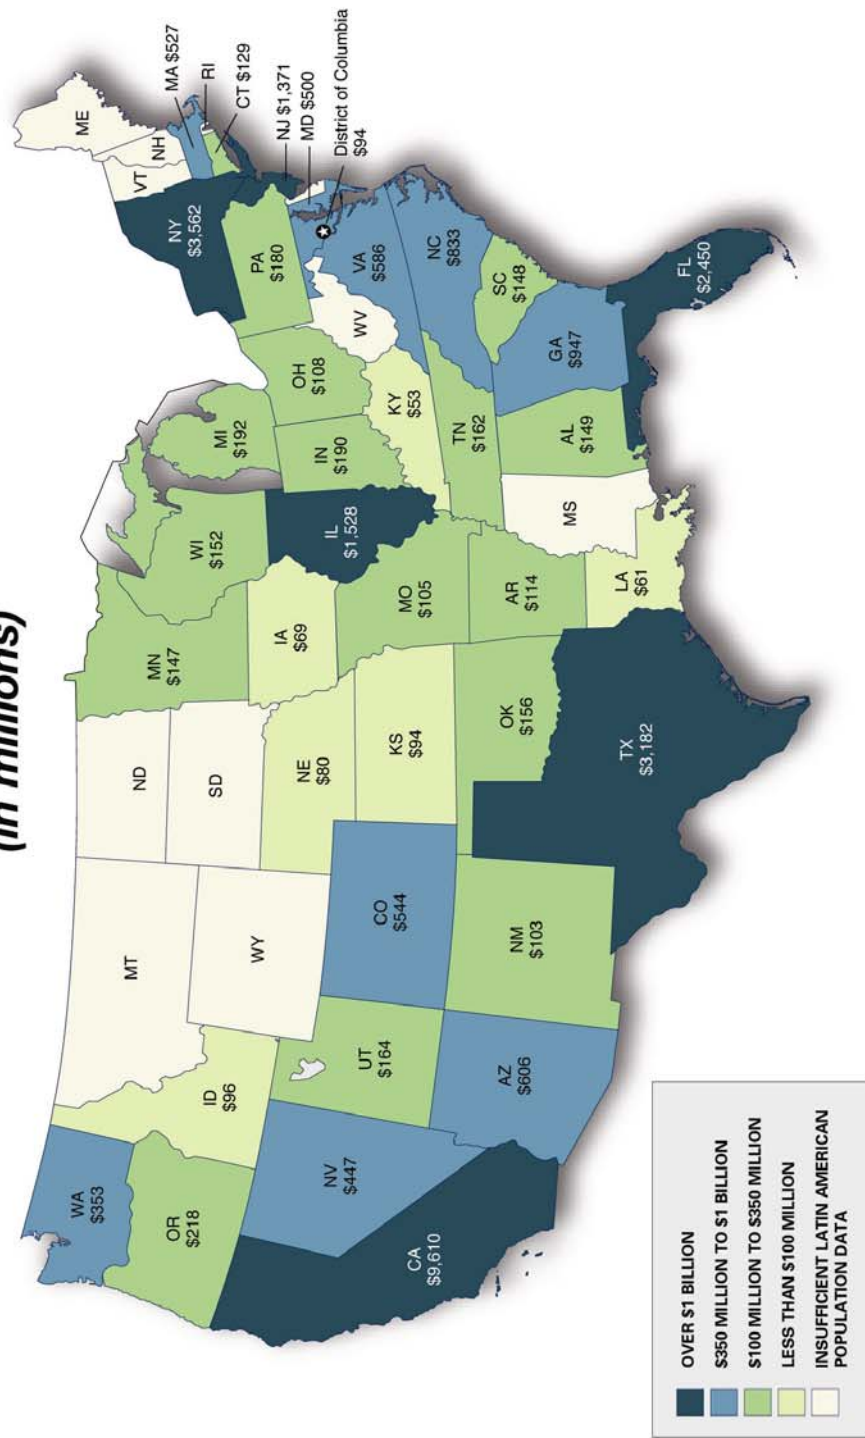 (in millions)
WA
$353
OR
$218
CA
$9,610
NV
$447
ID
$96
MT
WY
UT
$164
AZ
$606
CO
$544
NM
$103
ND
SD
NE
$80
KS
$94
OK
$156
TX
$3,182
MN
$147
IA
$69
MO
$105
AR
$114
LA
$61
WI
$152
IL
$1,528
MI
$192
IN
$190
OH
$108
KY
$53
TN
$162
MS
AL
$149
GA
$947
FL
$2,450
SC
$148
NC
$833
VA
$586
WV
PA
$180
NY
$3,562
VT
NH
ME
MA $527
RI
CT $129
NJ $1,371
MD $500
District of Columbia
$94
OVER $1 BILLION
$350 MILLION TO $1 BILLION
$100 MILLION TO $350 MILLION
LESS THAN $100 MILLION
INSUFFICIENT LATIN AMERICAN
POPULATION DATA